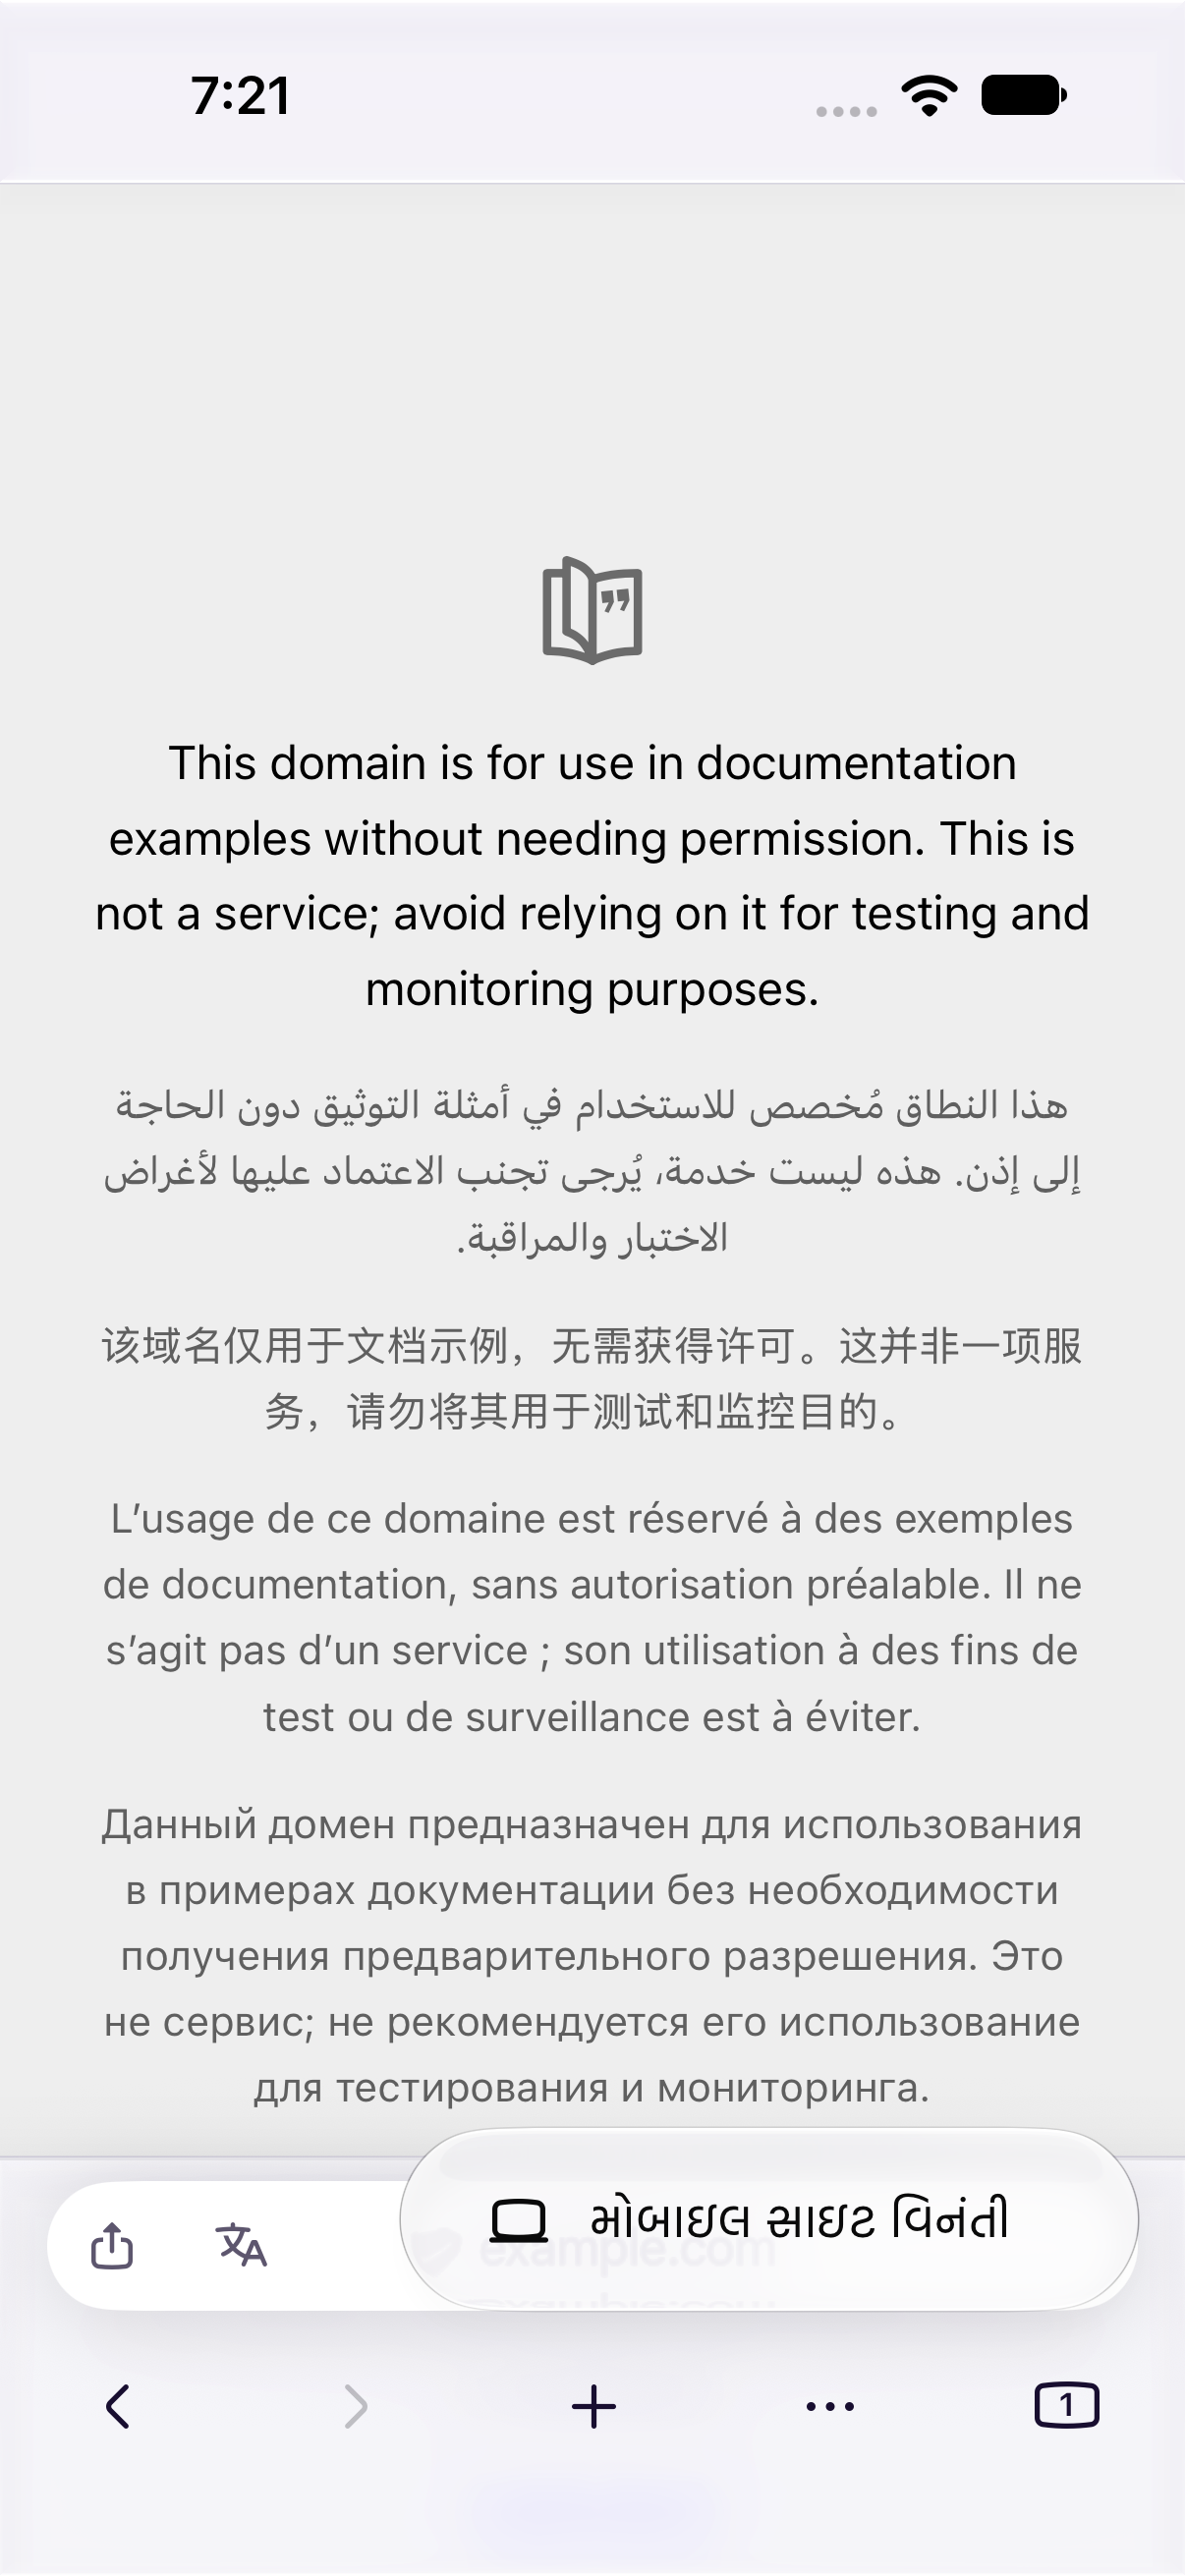 7:21
This domain is for use in documentation
examples without needing permission. This is
not a service; avoid relying on it for testing and
monitoring purposes.
هذا النطاق مُخصص للاستخدام في أمثلة التوثيق دون الحاجة
إلى إذن. هذه ليست خدمة، يُرجى تجنب الاعتماد عليها لأغراض
الاختبار والمراقبة.
该域名仅用于文档示例，无需获得许可。这并非一项服
务，请勿将其用于测试和监控目的。
L’usage de ce domaine est réservé à des exemples
de documentation, sans autorisation préalable. Il ne
s’agit pas d’un service ; son utilisation à des fins de
test ou de surveillance est à éviter.
Данный домен предназначен для использования
в примерах документации без необходимости
получения предварительного разрешения. Это
не сервис; не рекомендуется его использование
для тестирования и мониторинга.
મોબાઇલ સાઇટ વિનંતી
example.com
1